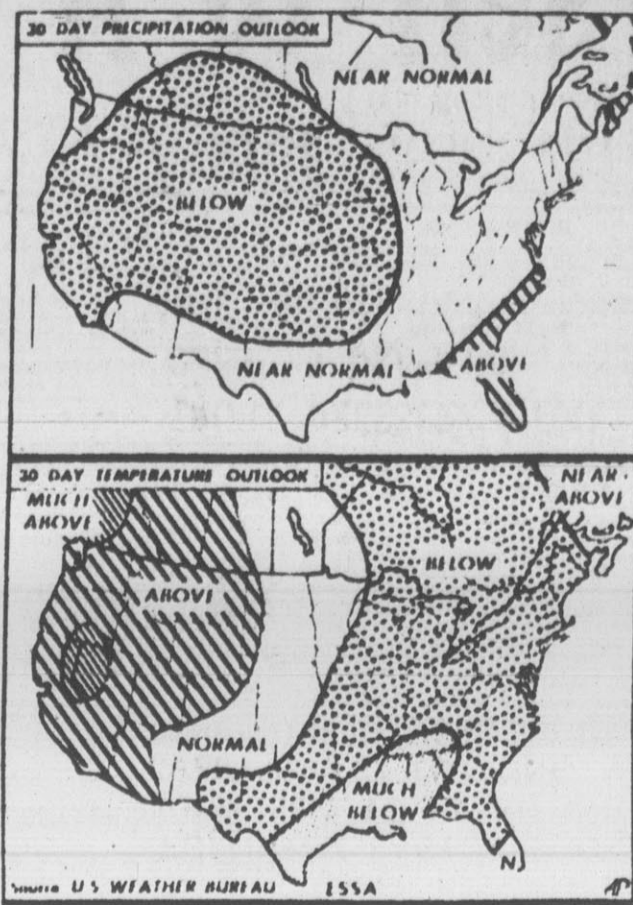 30 DAY PRECIPITATION OUTLOOK
NEAR NORMAL
BELOW
NEAR NORMAL
ABOVE
30 DAY TEMPERATURE OUTLOOK
MUCH
ABOVE
NEAR
ABOVE
BELOW
ABOVE
NORMAL
MUCH
BELOW
N
Source U S WEATHER BUREAU ESSA AP